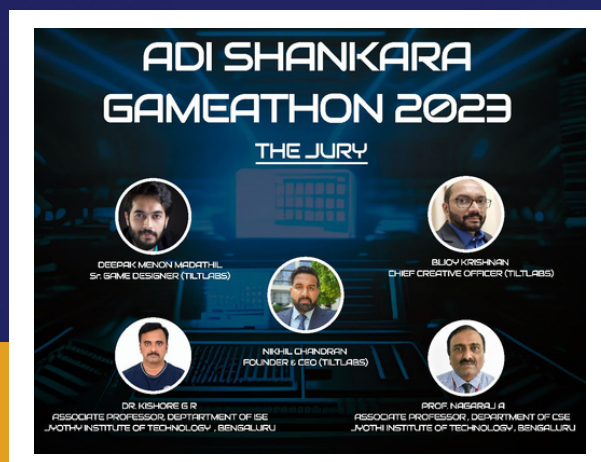 ADI SHANKARA
GAMEATHON 2023
THE JURY
DEEPAK MENON MADATHIL
Sr. GAME DESIGNER (TILTLABS)
BIJOY KRISHNAN
CHIEF CREATIVE OFFICER (TILTLABS)
NIKHIL CHANDRAN
FOUNDER & CEO (TILTLABS)
DR. KISHORE G R
ASSOCIATE PROFESSOR, DEPTARTMENT OF ISE
JYOTHY INSTITUTE OF TECHNOLOGY , BENGALURU
PROF. NAGARAJ A
ASSOCIATE PROFESSOR , DEPARTMENT OF CSE
JYOTHI INSTITUTE OF TECHNOLOGY , BENGALURU